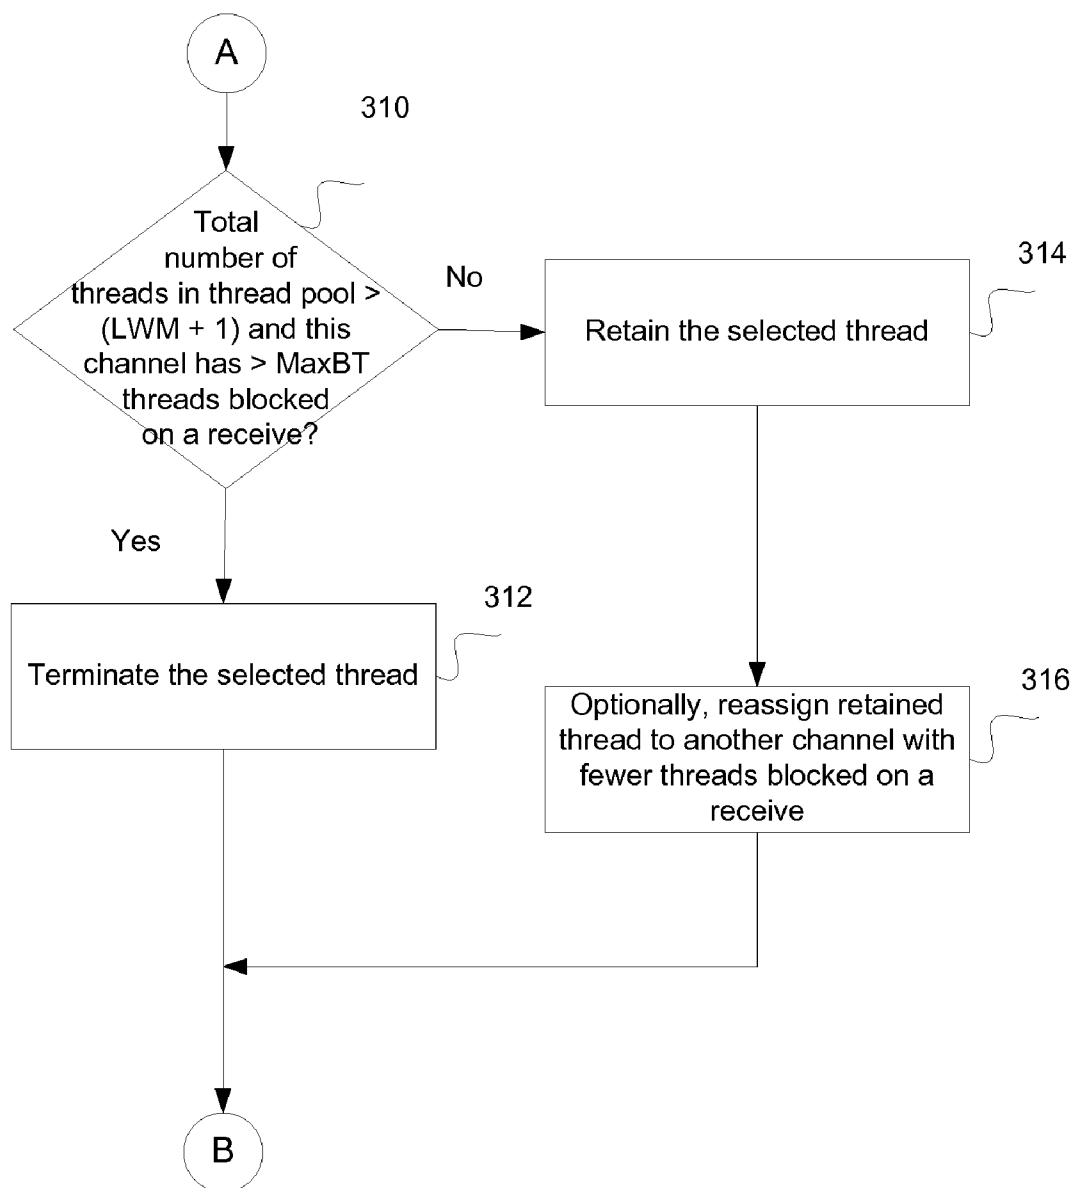 A
310
Total
number of
threads in thread pool >
(LWM + 1) and this
channel has > MaxBT
threads blocked
on a receive?
No
314
Retain the selected thread
Yes
312
Terminate the selected thread
316
Optionally, reassign retained
thread to another channel with
fewer threads blocked on a
receive
B